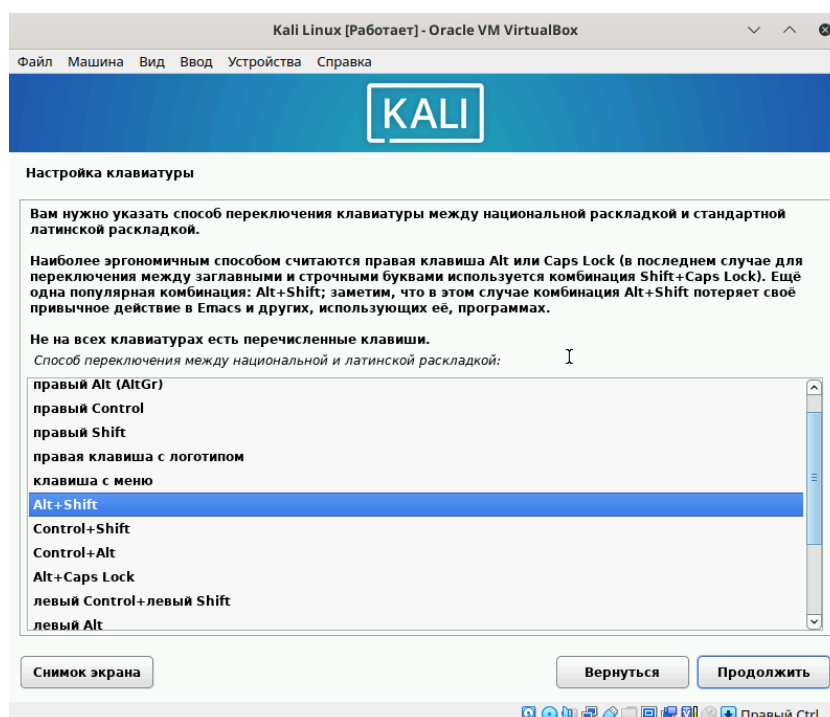 Kali Linux [Работает] - Oracle VM VirtualBox
Файл Машина Вид Ввод Устройства Справка
KALI
Настройка клавиатуры
Вам нужно указать способ переключения клавиатуры между национальной раскладкой и стандартной
латинской раскладкой.
Наиболее эргономичным способом считаются правая клавиша Alt или Caps Lock (в последнем случае для
переключения между заглавными и строчными буквами используется комбинация Shift+Caps Lock). Ещё
одна популярная комбинация: Alt+Shift; заметим, что в этом случае комбинация Alt+Shift потеряет своё
привычное действие в Emacs и других, использующих её, программах.
Не на всех клавиатурах есть перечисленные клавиши.
Способ переключения между национальной и латинской раскладкой:
правый Alt (AltGr)
правый Control
правый Shift
правая клавиша с логотипом
клавиша с меню
Alt+Shift
Control+Shift
Control+Alt
Alt+Caps Lock
левый Control+левый Shift
левый Alt
Снимок экрана Вернуться Продолжить
Правый Ctrl